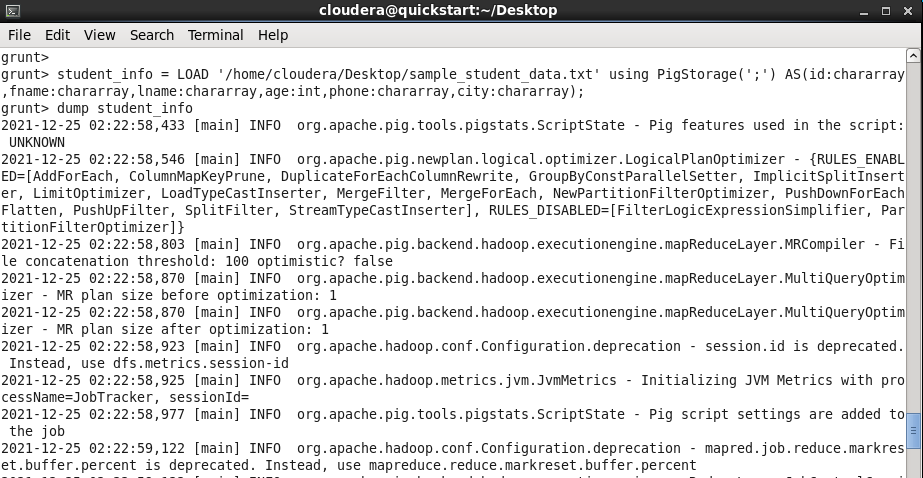 cloudera@quickstart:~/Desktop
File Edit View Search Terminal Help
grunt>
grunt> student_info = LOAD '/home/cloudera/Desktop/sample_student_data.txt' using PigStorage(';') AS(id:chararray
,fname:chararray,lname:chararray,age:int,phone:chararray,city:chararray);
grunt> dump student_info
2021-12-25 02:22:58,433 [main] INFO  org.apache.pig.tools.pigstats.ScriptState - Pig features used in the script:
 UNKNOWN
2021-12-25 02:22:58,546 [main] INFO  org.apache.pig.newplan.logical.optimizer.LogicalPlanOptimizer - {RULES_ENABL
ED=[AddForEach, ColumnMapKeyPrune, DuplicateForEachColumnRewrite, GroupByConstParallelSetter, ImplicitSplitInsert
er, LimitOptimizer, LoadTypeCastInserter, MergeFilter, MergeForEach, NewPartitionFilterOptimizer, PushDownForEach
Flatten, PushUpFilter, SplitFilter, StreamTypeCastInserter], RULES_DISABLED=[FilterLogicExpressionSimplifier, Par
titionFilterOptimizer]}
2021-12-25 02:22:58,803 [main] INFO  org.apache.pig.backend.hadoop.executionengine.mapReduceLayer.MRCompiler - Fi
le concatenation threshold: 100 optimistic? false
2021-12-25 02:22:58,870 [main] INFO  org.apache.pig.backend.hadoop.executionengine.mapReduceLayer.MultiQueryOptim
izer - MR plan size before optimization: 1
2021-12-25 02:22:58,870 [main] INFO  org.apache.pig.backend.hadoop.executionengine.mapReduceLayer.MultiQueryOptim
izer - MR plan size after optimization: 1
2021-12-25 02:22:58,923 [main] INFO  org.apache.hadoop.conf.Configuration.deprecation - session.id is deprecated.
 Instead, use dfs.metrics.session-id
2021-12-25 02:22:58,925 [main] INFO  org.apache.hadoop.metrics.jvm.JvmMetrics - Initializing JVM Metrics with pro
cessName=JobTracker, sessionId=
2021-12-25 02:22:58,977 [main] INFO  org.apache.pig.tools.pigstats.ScriptState - Pig script settings are added to
 the job
2021-12-25 02:22:59,122 [main] INFO  org.apache.hadoop.conf.Configuration.deprecation - mapred.job.reduce.markres
et.buffer.percent is deprecated. Instead, use mapreduce.reduce.markreset.buffer.percent